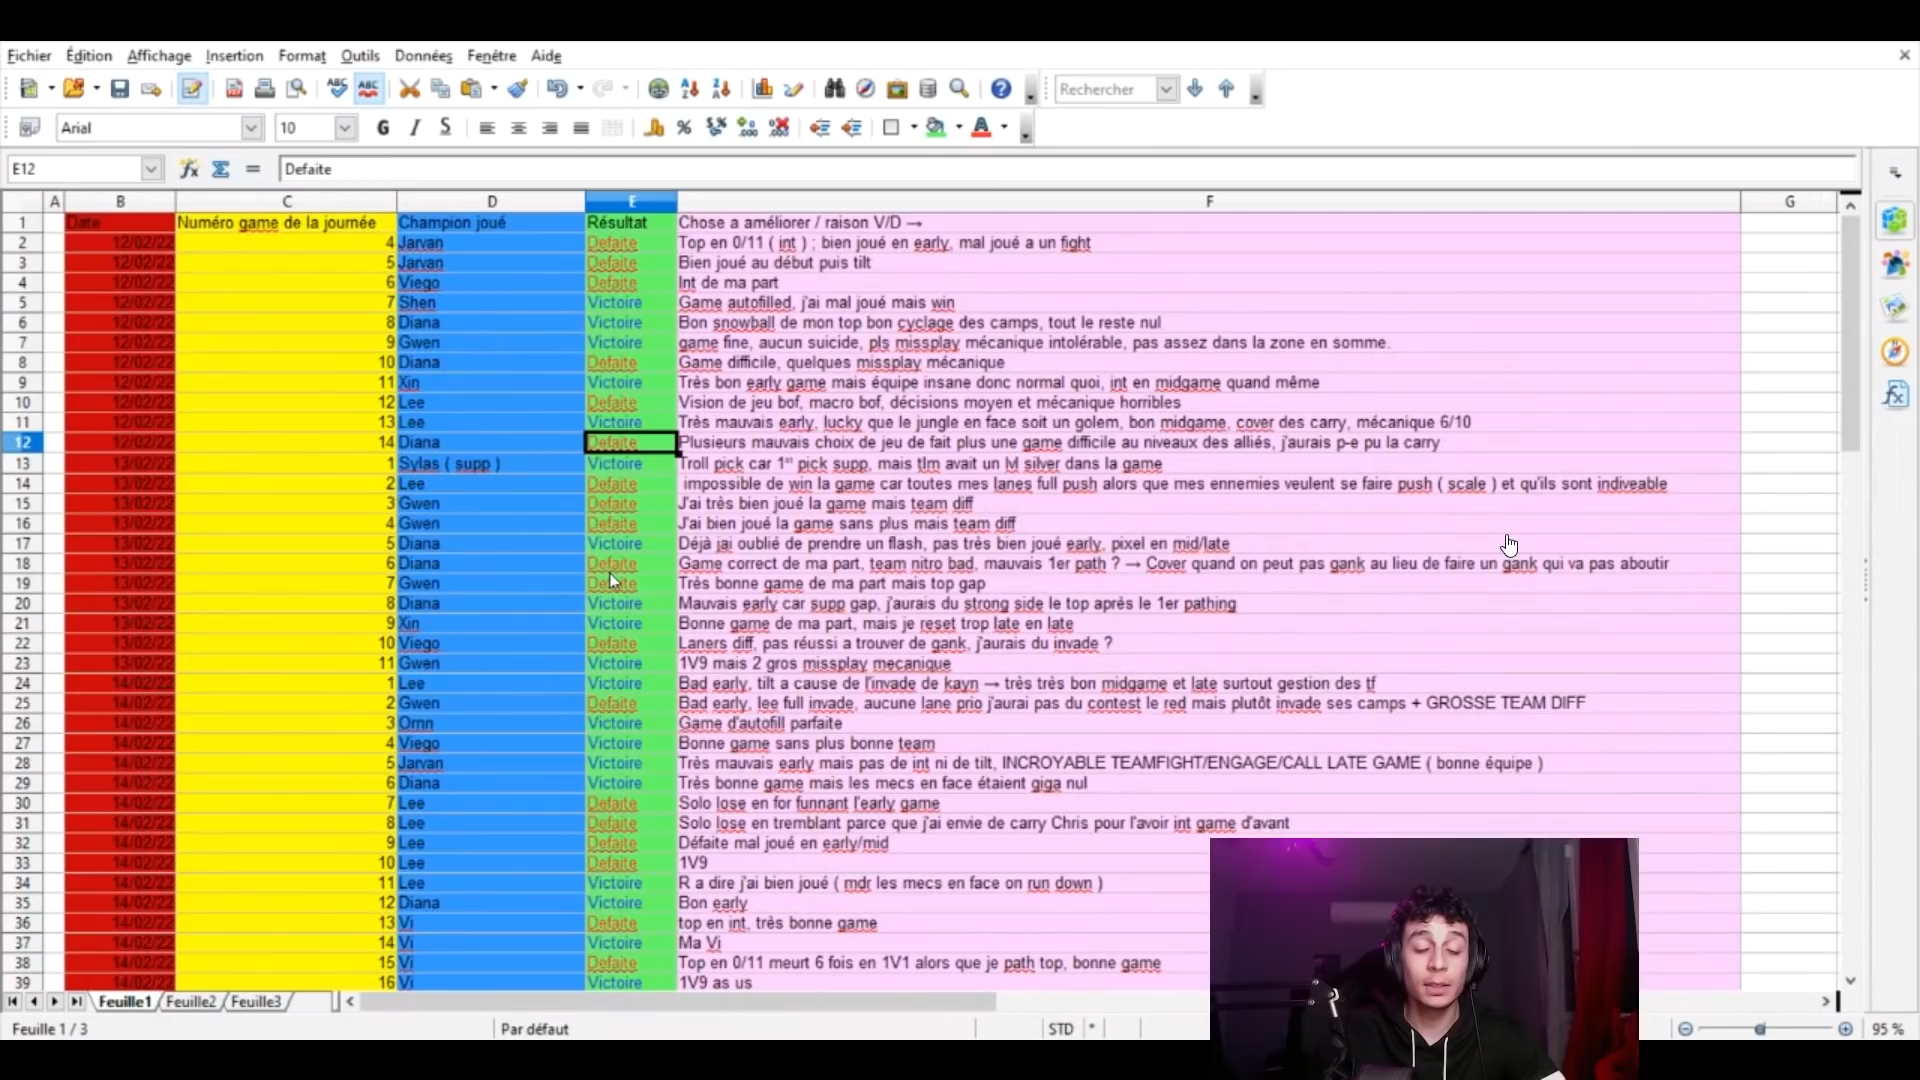 Fichier Édition Affichage Insertion Format Outils Données Fenêtre Aide
Rechercher
Arial 10 G I S
E12 Defaite
A B C D E F G
1 Date Numéro game de la journée Champion joué Résultat Chose a améliorer / raison V/D →
2 12/02/22 4 Jarvan Defaite Top en 0/11 ( int ) ; bien joué en early, mal joué a un fight
3 12/02/22 5 Jarvan Defaite Bien joué au début puis tilt
4 12/02/22 6 Viego Defaite Int de ma part
5 12/02/22 7 Shen Victoire Game autofilled, j'ai mal joué mais win
6 12/02/22 8 Diana Victoire Bon snowball de mon top bon cyclage des camps, tout le reste nul
7 12/02/22 9 Gwen Victoire game fine, aucun suicide, pls missplay mécanique intolérable, pas assez dans la zone en somme.
8 12/02/22 10 Diana Defaite Game difficile, quelques missplay mécanique
9 12/02/22 11 Xin Victoire Très bon early game mais équipe insane donc normal quoi, int en midgame quand même
10 12/02/22 12 Lee Defaite Vision de jeu bof, macro bof, décisions moyen et mécanique horribles
11 12/02/22 13 Lee Victoire Très mauvais early, lucky que le jungle en face soit un golem, bon midgame, cover des carry, mécanique 6/10
12 12/02/22 14 Diana Defaite Plusieurs mauvais choix de jeu de fait plus une game difficile au niveaux des alliés, j'aurais p-e pu la carry
13 13/02/22 1 Sylas ( supp ) Victoire Troll pick car 1st pick supp, mais tlm avait un lvl silver dans la game
14 13/02/22 2 Lee Defaite impossible de win la game car toutes mes lanes full push alors que mes ennemies veulent se faire push ( scale ) et qu'ils sont indiveable
15 13/02/22 3 Gwen Defaite J'ai très bien joué la game mais team diff
16 13/02/22 4 Gwen Defaite J'ai bien joué la game sans plus mais team diff
17 13/02/22 5 Diana Victoire Déjà jai oublié de prendre un flash, pas très bien joué early, pixel en mid/late
18 13/02/22 6 Diana Defaite Game correct de ma part, team nitro bad, mauvais 1er path ? → Cover quand on peut pas gank au lieu de faire un gank qui va pas aboutir
19 13/02/22 7 Gwen Defaite Très bonne game de ma part mais top gap
20 13/02/22 8 Diana Victoire Mauvais early car supp gap, j'aurais du strong side le top après le 1er pathing
21 13/02/22 9 Xin Victoire Bonne game de ma part, mais je reset trop late en late
22 13/02/22 10 Viego Defaite Laners diff, pas réussi a trouver de gank, j'aurais du invade ?
23 13/02/22 11 Gwen Victoire 1V9 mais 2 gros missplay mecanique
24 14/02/22 1 Lee Victoire Bad early, tilt a cause de l'invade de kayn → très très bon midgame et late surtout gestion des tf
25 14/02/22 2 Gwen Defaite Bad early, lee full invade, aucune lane prio j'aurai pas du contest le red mais plutôt invade ses camps + GROSSE TEAM DIFF
26 14/02/22 3 Ornn Victoire Game d'autofill parfaite
27 14/02/22 4 Viego Victoire Bonne game sans plus bonne team
28 14/02/22 5 Jarvan Victoire Très mauvais early mais pas de int ni de tilt, INCROYABLE TEAMFIGHT/ENGAGE/CALL LATE GAME ( bonne équipe )
29 14/02/22 6 Diana Victoire Très bonne game mais les mecs en face étaient giga nul
30 14/02/22 7 Lee Defaite Solo lose en for funnant l'early game
31 14/02/22 8 Lee Defaite Solo lose en tremblant parce que j'ai envie de carry Chris pour l'avoir int game d'avant
32 14/02/22 9 Lee Defaite Défaite mal joué en early/mid
33 14/02/22 10 Lee Defaite 1V9
34 14/02/22 11 Lee Victoire R a dire j'ai bien joué ( mdr les mecs en face on run down )
35 14/02/22 12 Diana Victoire Bon early
36 14/02/22 13 Vi Defaite top en int, très bonne game
37 14/02/22 14 Vi Victoire Ma Vi
38 14/02/22 15 Vi Defaite Top en 0/11 meurt 6 fois en 1V1 alors que je path top, bonne game
39 14/02/22 16 Vi Victoire 1V9 as us
Feuille1 Feuille2 Feuille3
Feuille 1 / 3 Par défaut STD * 95 %